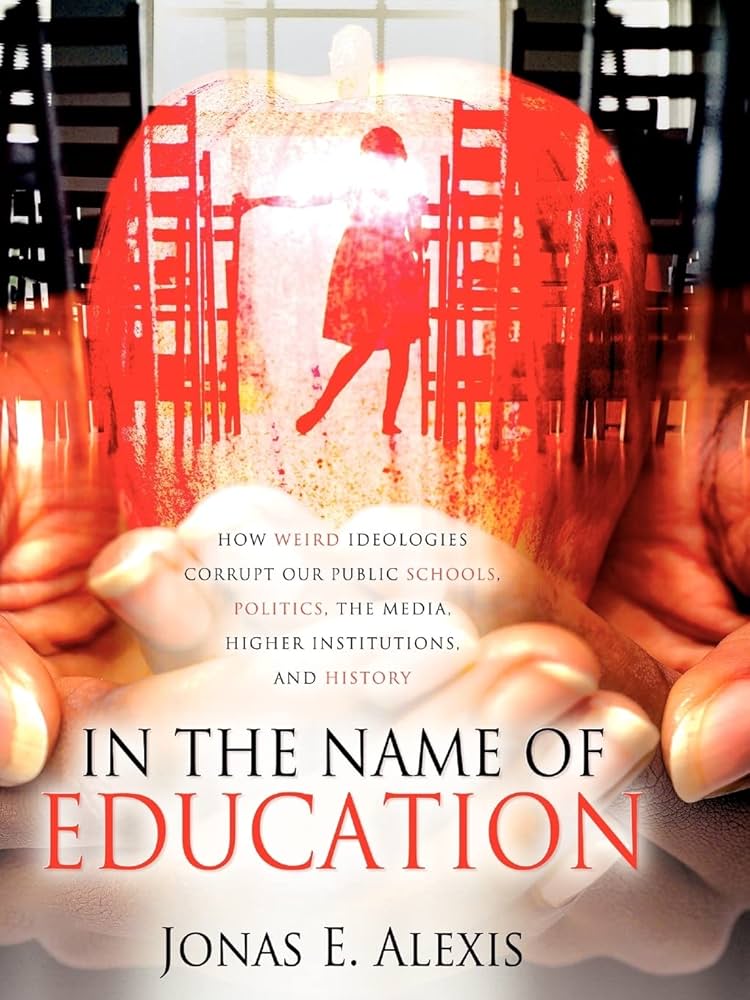 HOW WEIRD IDEOLOGIES
CORRUPT OUR PUBLIC SCHOOLS,
POLITICS, THE MEDIA,
HIGHER INSTITUTIONS,
AND HISTORY
IN THE NAME OF
EDUCATION
JONAS E. ALEXIS